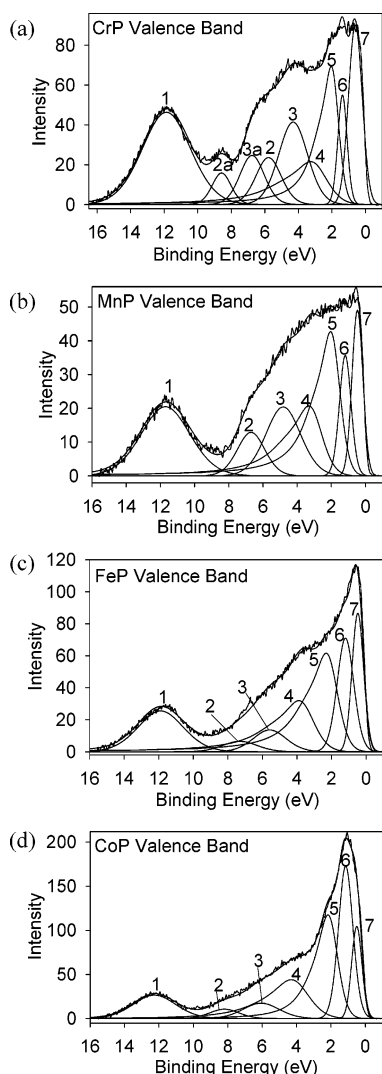 (a)
CrP Valence Band
80
60
40
20
0
Intensity
1
2a
3a
2
3
4
5
6
7
16 14 12 10 8 6 4 2 0
Binding Energy (eV)
(b)
MnP Valence Band
50
40
30
20
10
0
Intensity
1
2
3
4
5
6
7
16 14 12 10 8 6 4 2 0
Binding Energy (eV)
(c)
FeP Valence Band
120
100
80
60
40
20
0
Intensity
1
2
3
4
5
6
7
16 14 12 10 8 6 4 2 0
Binding Energy (eV)
(d)
CoP Valence Band
200
150
100
50
0
Intensity
1
2
3
4
5
6
7
16 14 12 10 8 6 4 2 0
Binding Energy (eV)